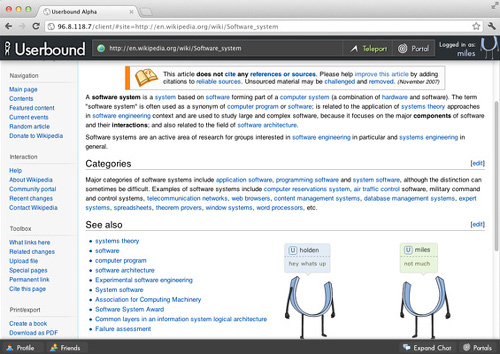 Userbound Alpha
96.8.118.7/client/#site=http://en.wikipedia.org/wiki/Software_system
Userbound
http://en.wikipedia.org/wiki/Software_system
Teleport
Portal
Logged in as:
miles
Navigation
Main page
Contents
Featured content
Current events
Random article
Donate to Wikipedia
Interaction
Help
About Wikipedia
Community portal
Recent changes
Contact Wikipedia
Toolbox
What links here
Related changes
Upload file
Special pages
Permanent link
Cite this page
Print/export
Create a book
Download as PDF
This article does not cite any references or sources. Please help improve this article by adding
citations to reliable sources. Unsourced material may be challenged and removed. (November 2007)
A software system is a system based on software forming part of a computer system (a combination of hardware and software). The term
"software system" is often used as a synonym of computer program or software; is related to the application of systems theory approaches
in software engineering context and are used to study large and complex software, because it focuses on the major components of software
and their interactions; and also related to the field of software architecture.
Software systems are an active area of research for groups interested in software engineering in particular and systems engineering in
general.
Categories
[edit]
Major categories of software systems include application software, programming software and system software, although the distinction can
sometimes be difficult. Examples of software systems include computer reservations system, air traffic control software, military command
and control systems, telecommunication networks, web browsers, content management systems, database management systems, expert
systems, spreadsheets, theorem provers, window systems, word processors, etc.
See also
[edit]
systems theory
software
computer program
software architecture
Experimental software engineering
System software
Association for Computing Machinery
Software System Award
Common layers in an information system logical architecture
Failure assessment
U holden
hey whats up
U miles
not much
Profile
Friends
Expand Chat
Portals